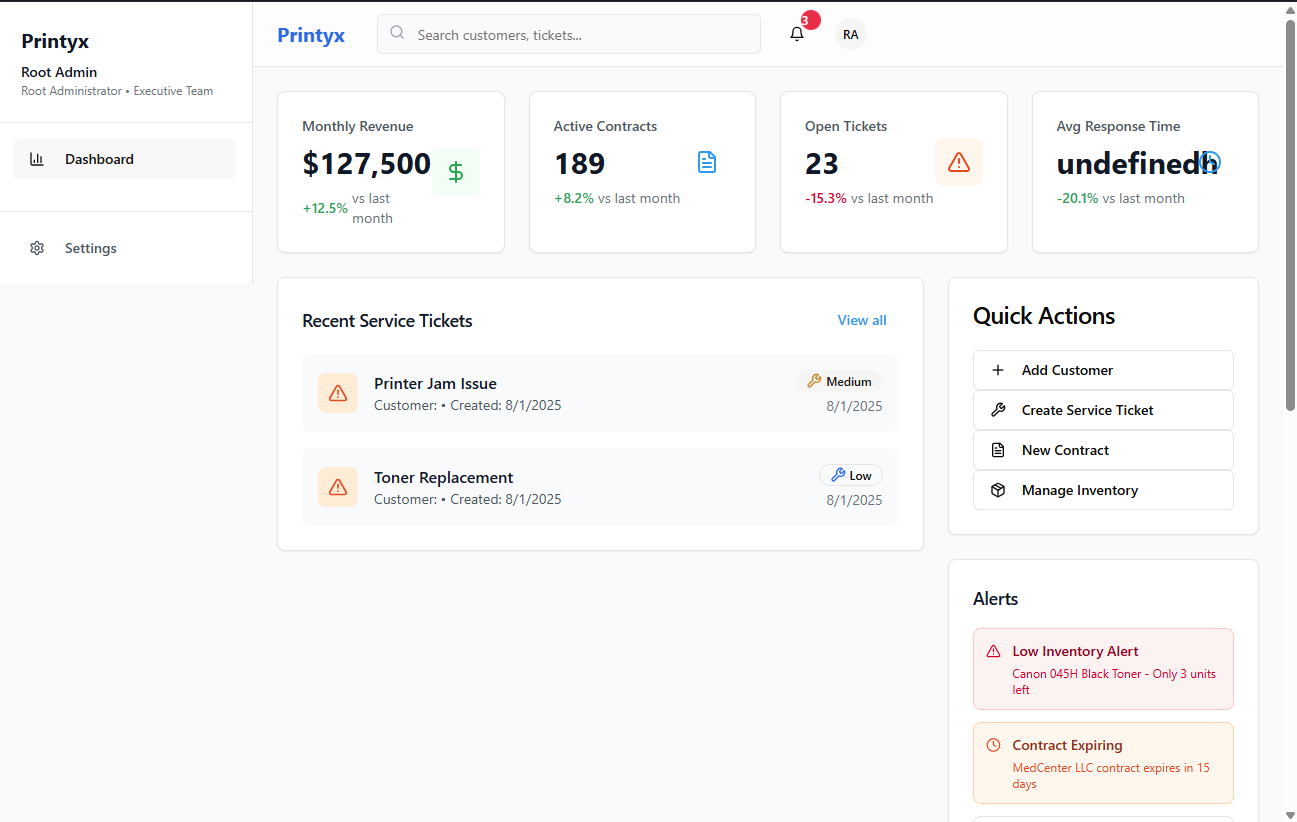 Printyx
Root Admin
Root Administrator • Executive Team
Dashboard
Settings
Printyx
Search customers, tickets...
3
RA
Monthly Revenue
$127,500
+12.5% vs last
month
Active Contracts
189
+8.2% vs last month
Open Tickets
23
-15.3% vs last month
Avg Response Time
undefinedh
-20.1% vs last month
Recent Service Tickets
View all
Printer Jam Issue
Customer: • Created: 8/1/2025
Medium
8/1/2025
Toner Replacement
Customer: • Created: 8/1/2025
Low
8/1/2025
Quick Actions
Add Customer
Create Service Ticket
New Contract
Manage Inventory
Alerts
Low Inventory Alert
Canon 045H Black Toner - Only 3 units
left
Contract Expiring
MedCenter LLC contract expires in 15
days